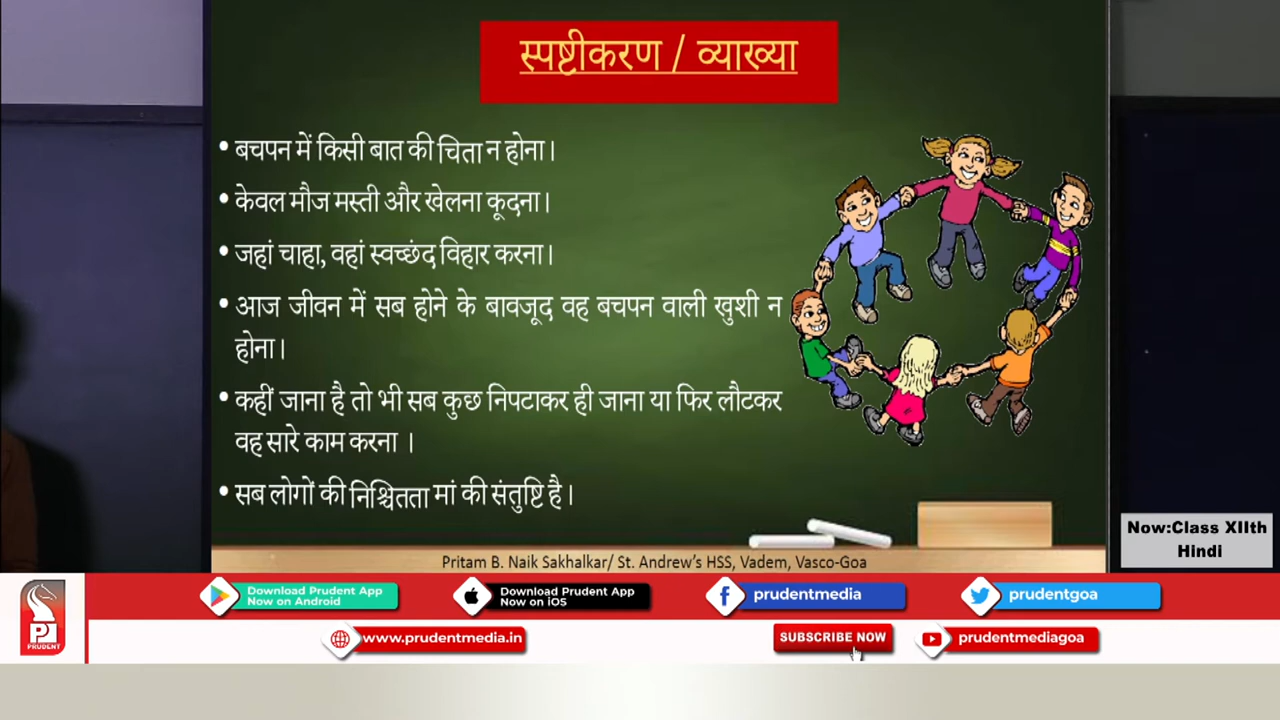 स्पष्टीकरण / व्याख्या
• बचपन में किसी बात की चिता न होना।
• केवल मौज मस्ती और खेलना कूदना।
• जहां चाहा, वहां स्वच्छंद विहार करना।
• आज जीवन में सब होने के बावजूद वह बचपन वाली खुशी न
होना।
• कहीं जाना है तो भी सब कुछ निपटाकर ही जाना या फिर लौटकर
वह सारे काम करना ।
• सब लोगों की निश्चितता मां की संतुष्टि है।
Pritam B. Naik Sakhalkar/ St. Andrew's HSS, Vadem, Vasco-Goa
Now:Class XIIth
Hindi
PRUDENT
Download Prudent App
Now on Android
Download Prudent App
Now on iOS
prudentmedia
prudentgoa
www.prudentmedia.in
SUBSCRIBE NOW
prudentmediagoa